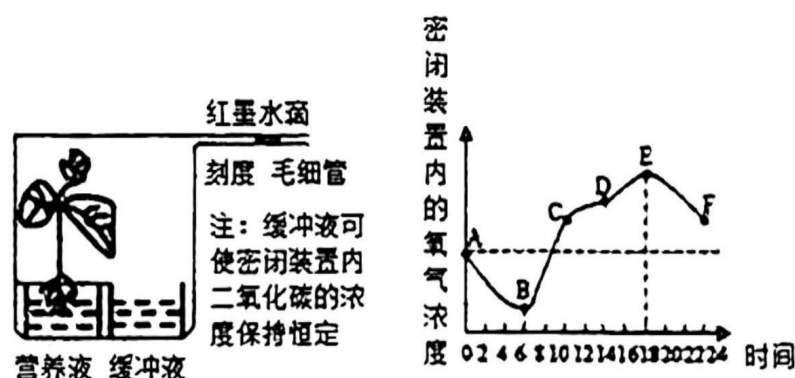 红墨水滴
刻度 毛细管
注：缓冲液可
使密闭装置内
二氧化碳的浓
度保持恒定
营养液 缓冲液
密闭装置内的氧气浓度
A
B
C
D
E
F
0 2 4 6 8 10 12 14 16 18 20 22 24
时间